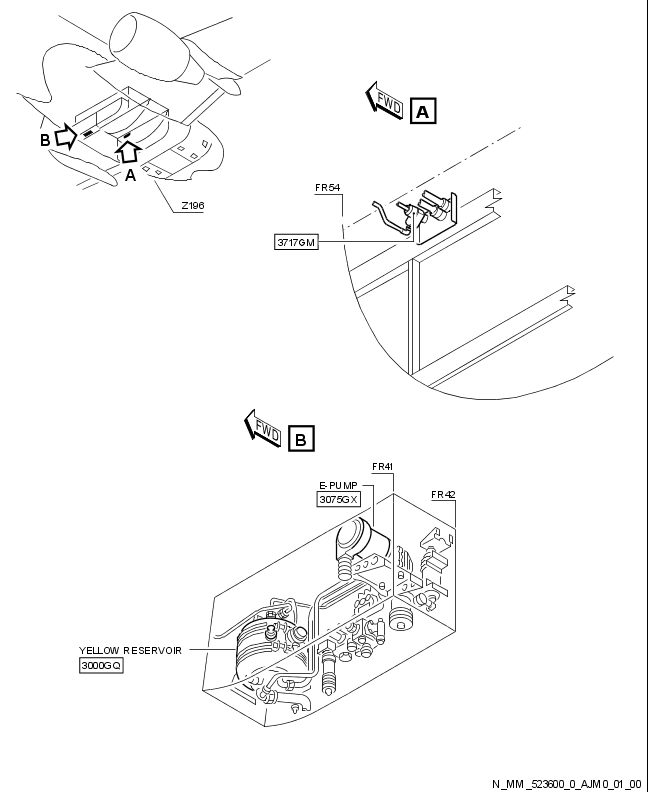 FWD
A
B
A
Z196
FR54
3717GM
FWD
B
FR41
E-PUMP
FR42
3075GX
YELLOW RESERVOIR
3000GQ
N_MM_523600_0_AJM0_01_00